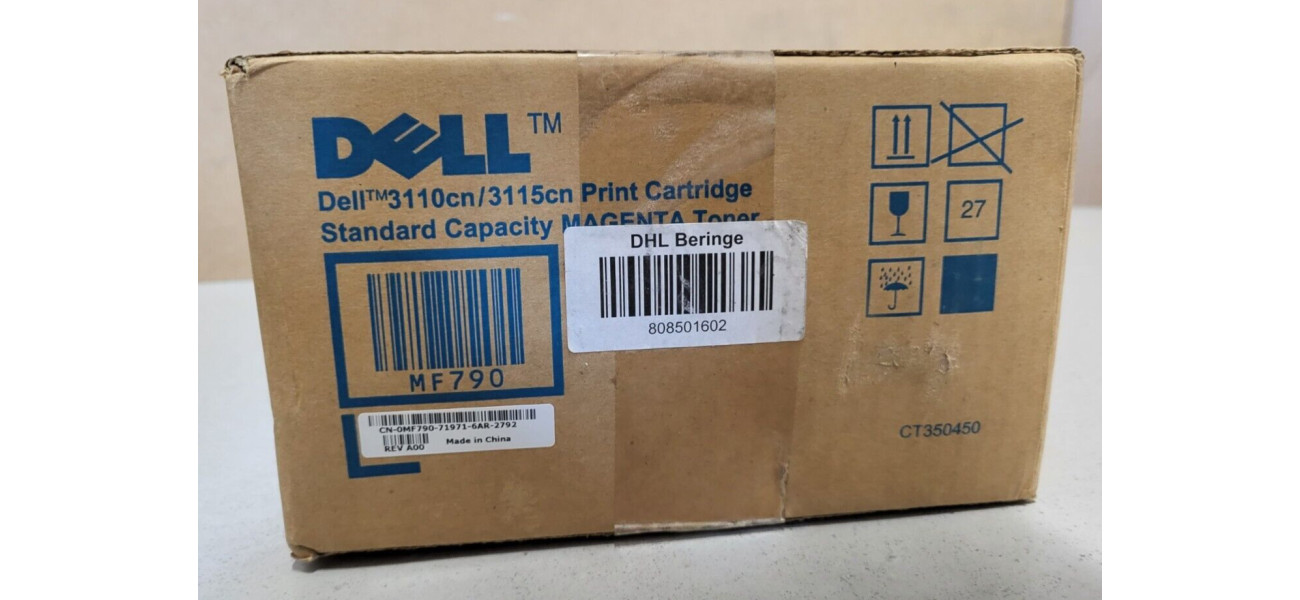 DELL™
Dell™3110cn/3115cn Print Cartridge
Standard Capacity MAGENTA Toner
DHL Beringe
808501602
MF790
CN-0MF790-71971-6AR-2792
REV A00 Made in China
27
CT350450